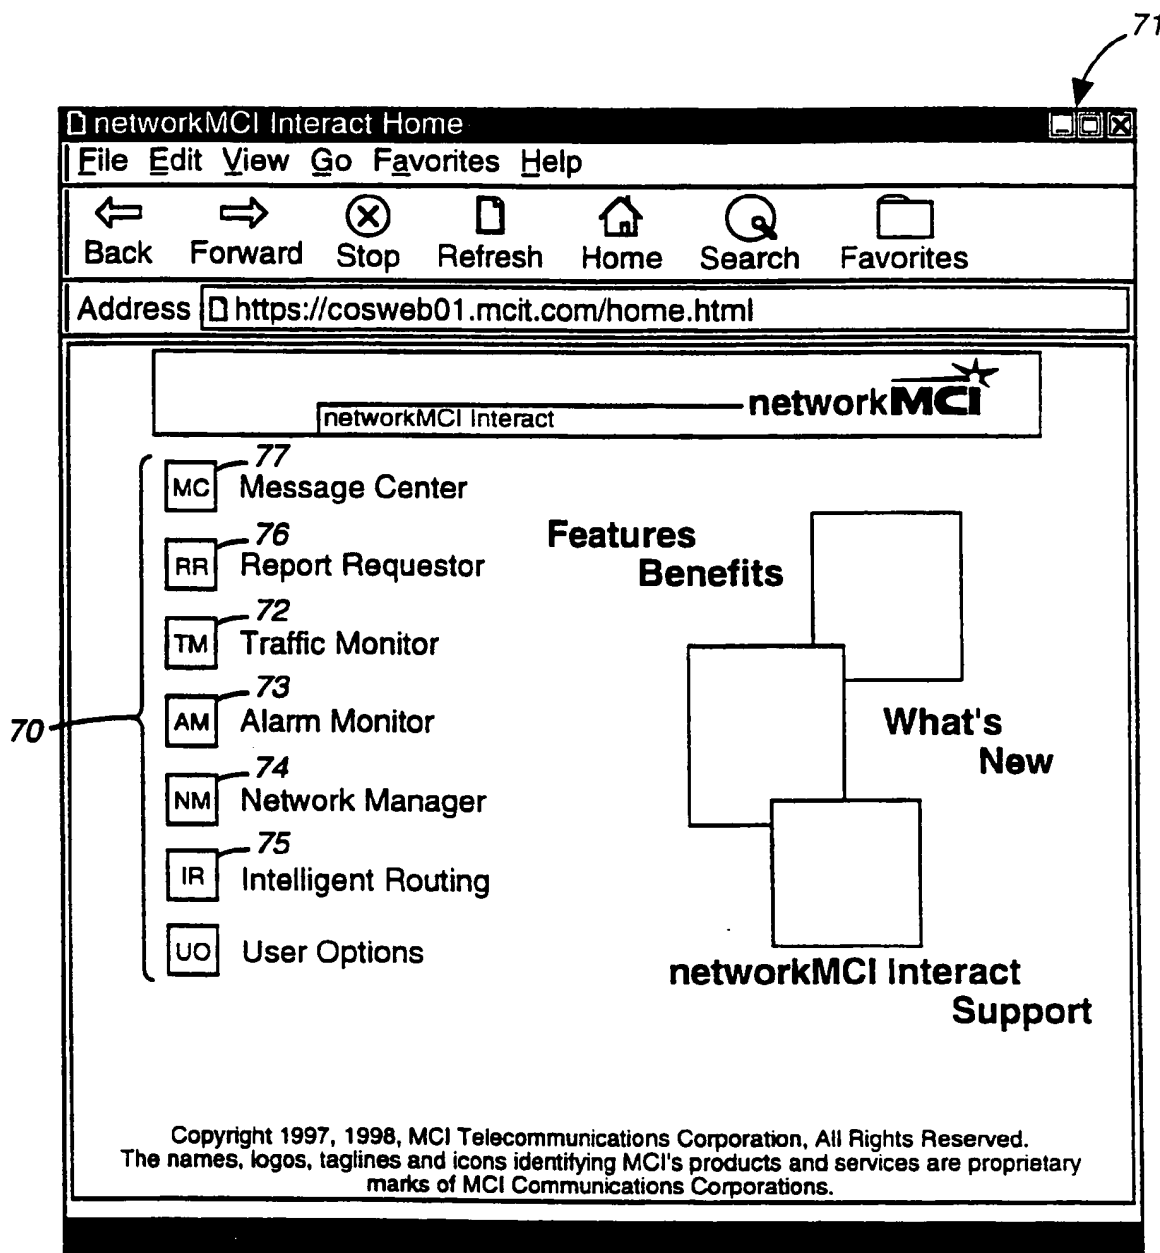 71
networkMCI Interact Home
File Edit View Go Favorites Help
Back Forward Stop Refresh Home Search Favorites
Address https://cosweb01.mcit.com/home.html
networkMCI Interact
networkMCI
70
77
MC Message Center
76
RR Report Requestor
72
TM Traffic Monitor
73
AM Alarm Monitor
74
NM Network Manager
75
IR Intelligent Routing
UO User Options
Features
Benefits
What's
New
networkMCI Interact
Support
Copyright 1997, 1998, MCI Telecommunications Corporation, All Rights Reserved.
The names, logos, taglines and icons identifying MCI's products and services are proprietary
marks of MCI Communications Corporations.